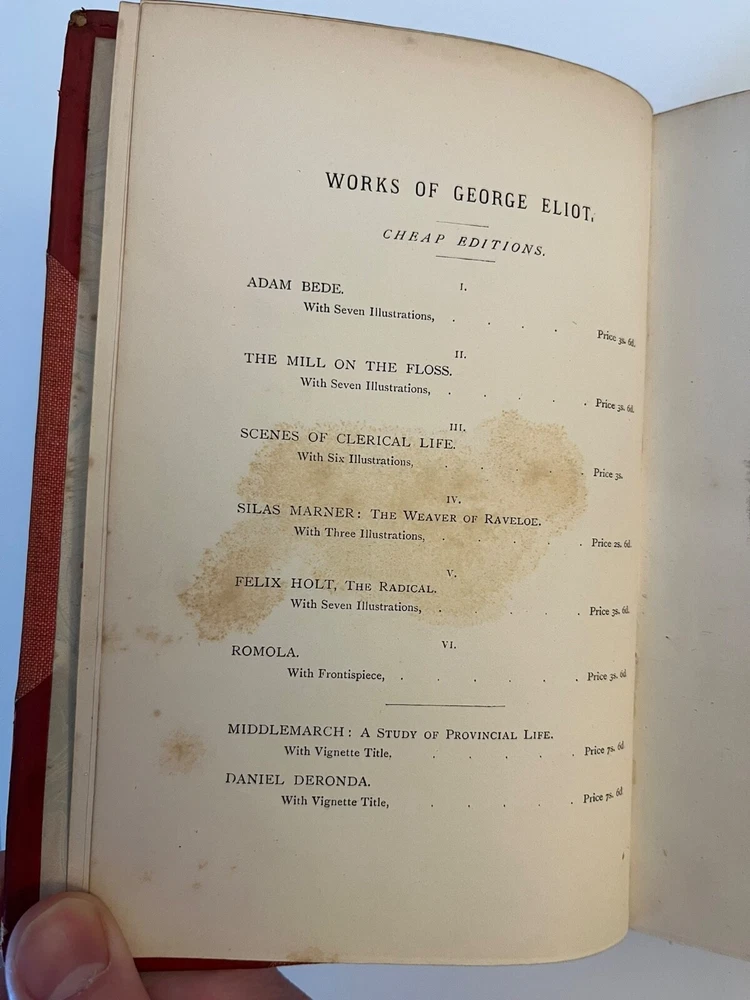 WORKS OF GEORGE ELIOT.
CHEAP EDITIONS.
I.
ADAM BEDE.
With Seven Illustrations, . . . . Price 3s. 6d.
II.
THE MILL ON THE FLOSS.
With Seven Illustrations, . . . . Price 3s. 6d.
III.
SCENES OF CLERICAL LIFE.
With Six Illustrations, . . . . Price 3s.
IV.
SILAS MARNER: THE WEAVER OF RAVELOE.
With Three Illustrations, . . . . Price 2s. 6d.
V.
FELIX HOLT, THE RADICAL.
With Seven Illustrations, . . . . Price 3s. 6d.
VI.
ROMOLA.
With Frontispiece, . . . . . Price 3s. 6d.
MIDDLEMARCH: A STUDY OF PROVINCIAL LIFE.
With Vignette Title, . . . . Price 7s. 6d.
DANIEL DERONDA.
With Vignette Title, . . . . Price 7s. 6d.